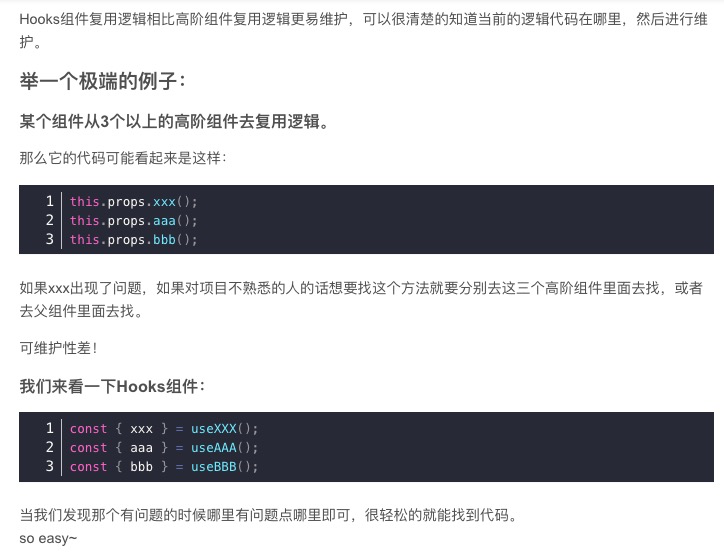 Hooks组件复用逻辑相比高阶组件复用逻辑更易维护，可以很清楚的知道当前的逻辑代码在哪里，然后进行维
护。
举一个极端的例子：
某个组件从3个以上的高阶组件去复用逻辑。
那么它的代码可能看起来是这样：
1 this.props.xxx();
2 this.props.aaa();
3 this.props.bbb();
如果xxx出现了问题，如果对项目不熟悉的人的话想要找这个方法就要分别去这三个高阶组件里面去找，或者
去父组件里面去找。
可维护性差！
我们来看一下Hooks组件：
1 const { xxx } = useXXX();
2 const { aaa } = useAAA();
3 const { bbb } = useBBB();
当我们发现那个有问题的时候哪里有问题点哪里即可，很轻松的就能找到代码。
so easy~